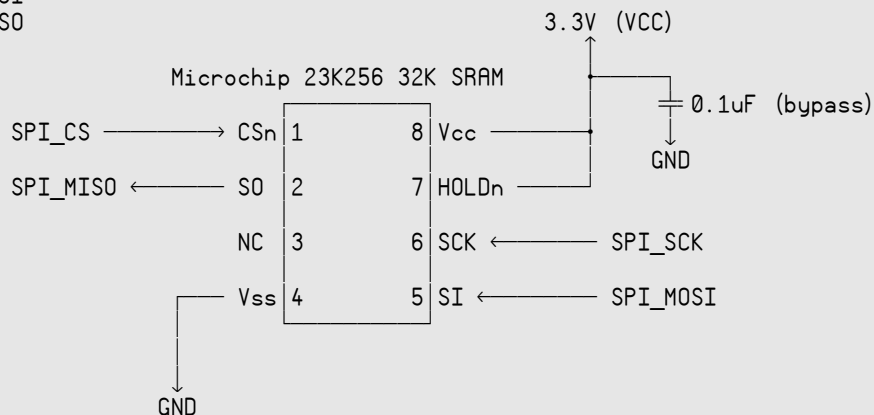 SO
3.3V (VCC)
Microchip 23K256 32K SRAM
0.1uF (bypass)
SPI_CS CSn 1 8 Vcc
GND
SPI_MISO SO 2 7 HOLDn
NC 3 6 SCK SPI_SCK
Vss 4 5 SI SPI_MOSI
GND